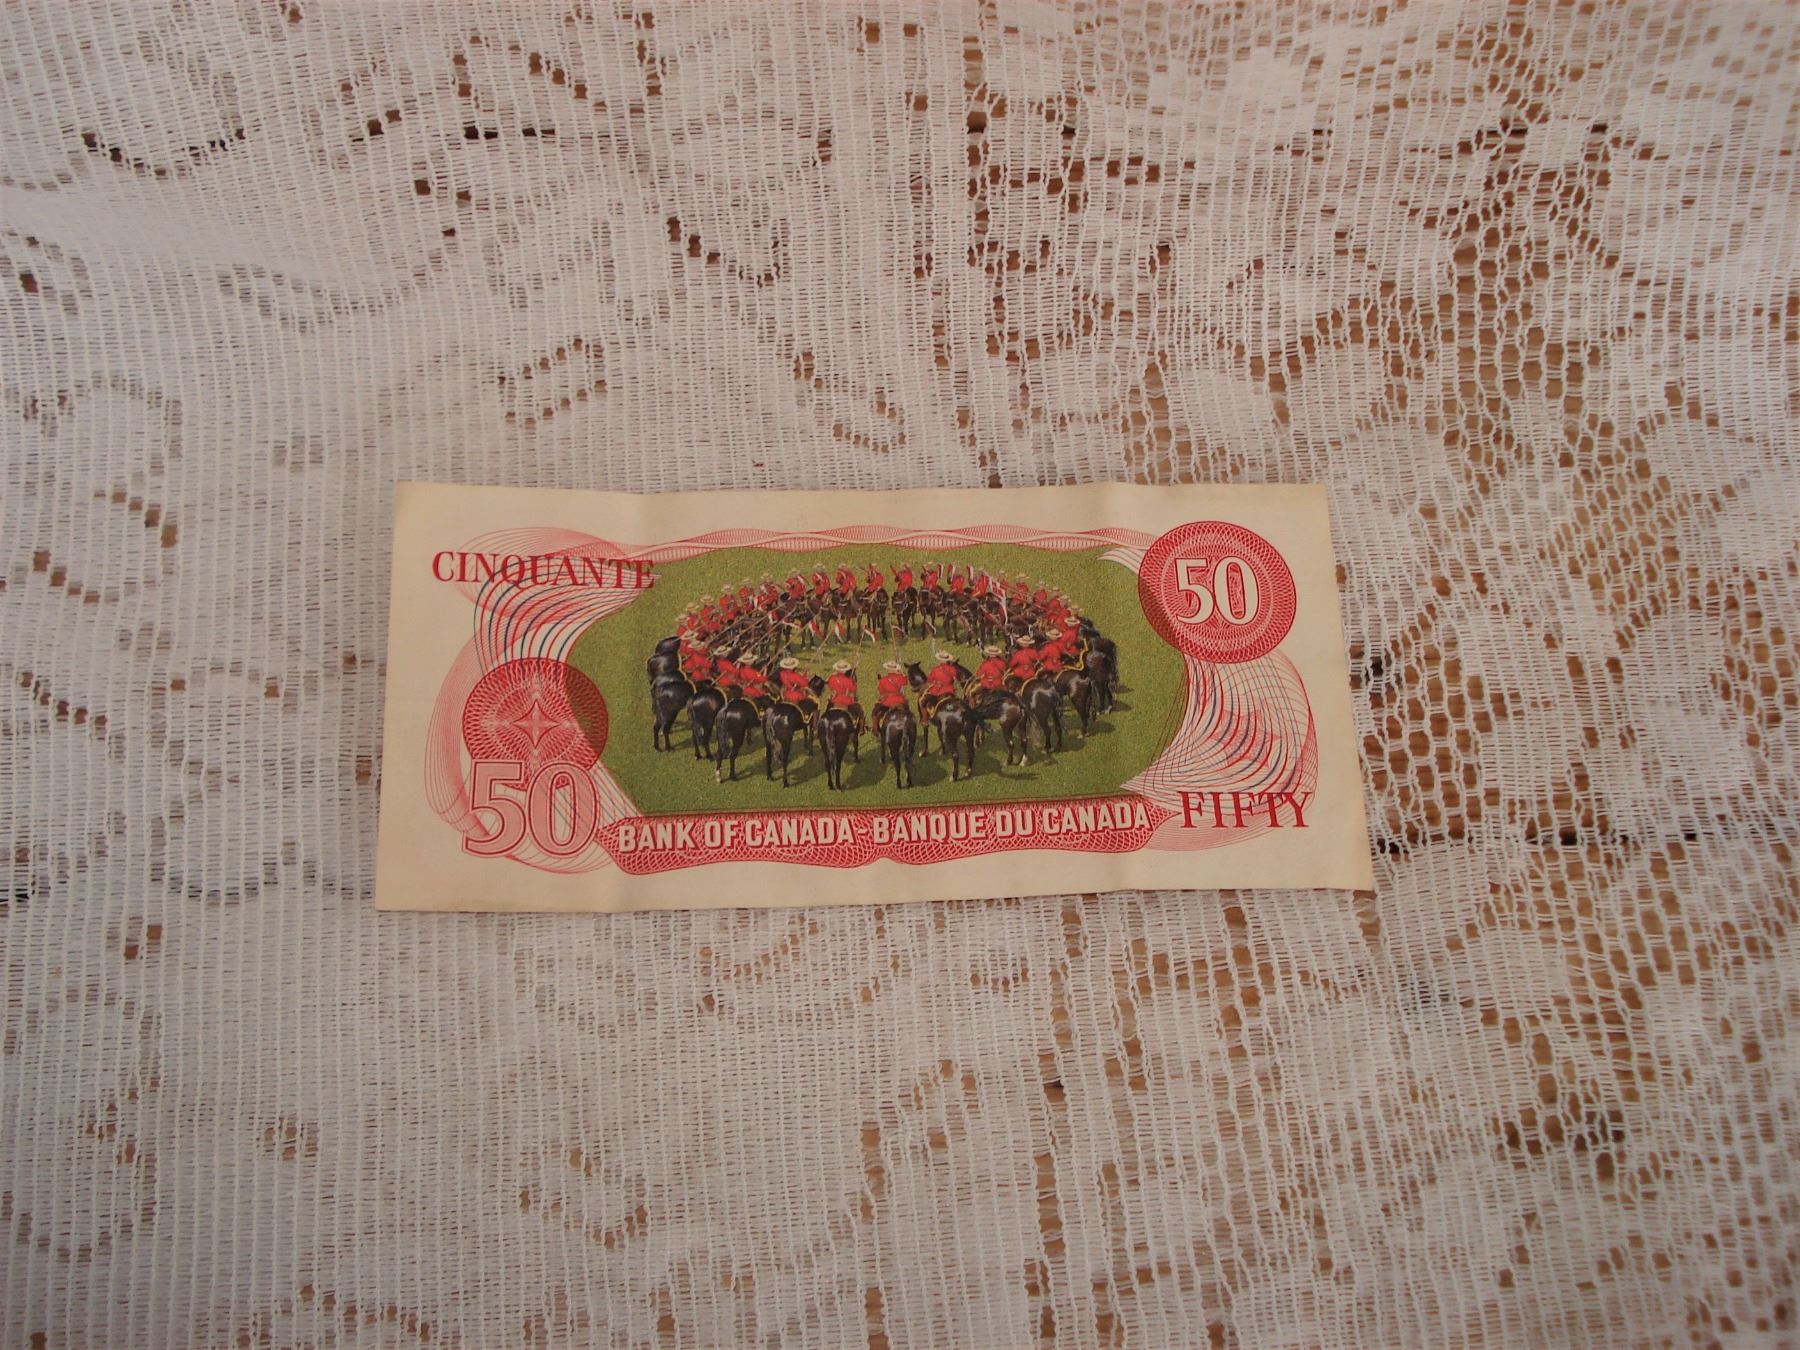 CINQUANTE
50
50
BANK OF CANADA - BANQUE DU CANADA
FIFTY